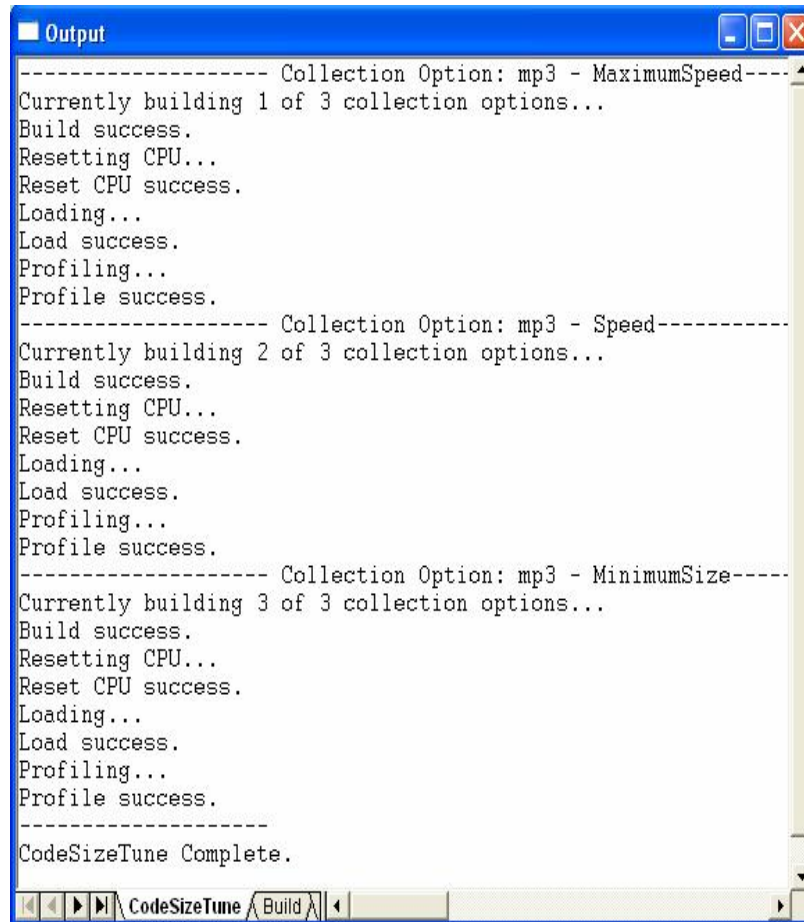 Output
-------------------- Collection Option: mp3 - MaximumSpeed----
Currently building 1 of 3 collection options...
Build success.
Resetting CPU...
Reset CPU success.
Loading...
Load success.
Profiling...
Profile success.
-------------------- Collection Option: mp3 - Speed-----------
Currently building 2 of 3 collection options...
Build success.
Resetting CPU...
Reset CPU success.
Loading...
Load success.
Profiling...
Profile success.
-------------------- Collection Option: mp3 - MinimumSize-----
Currently building 3 of 3 collection options...
Build success.
Resetting CPU...
Reset CPU success.
Loading...
Load success.
Profiling...
Profile success.
--------------------
CodeSizeTune Complete.
CodeSizeTune Build